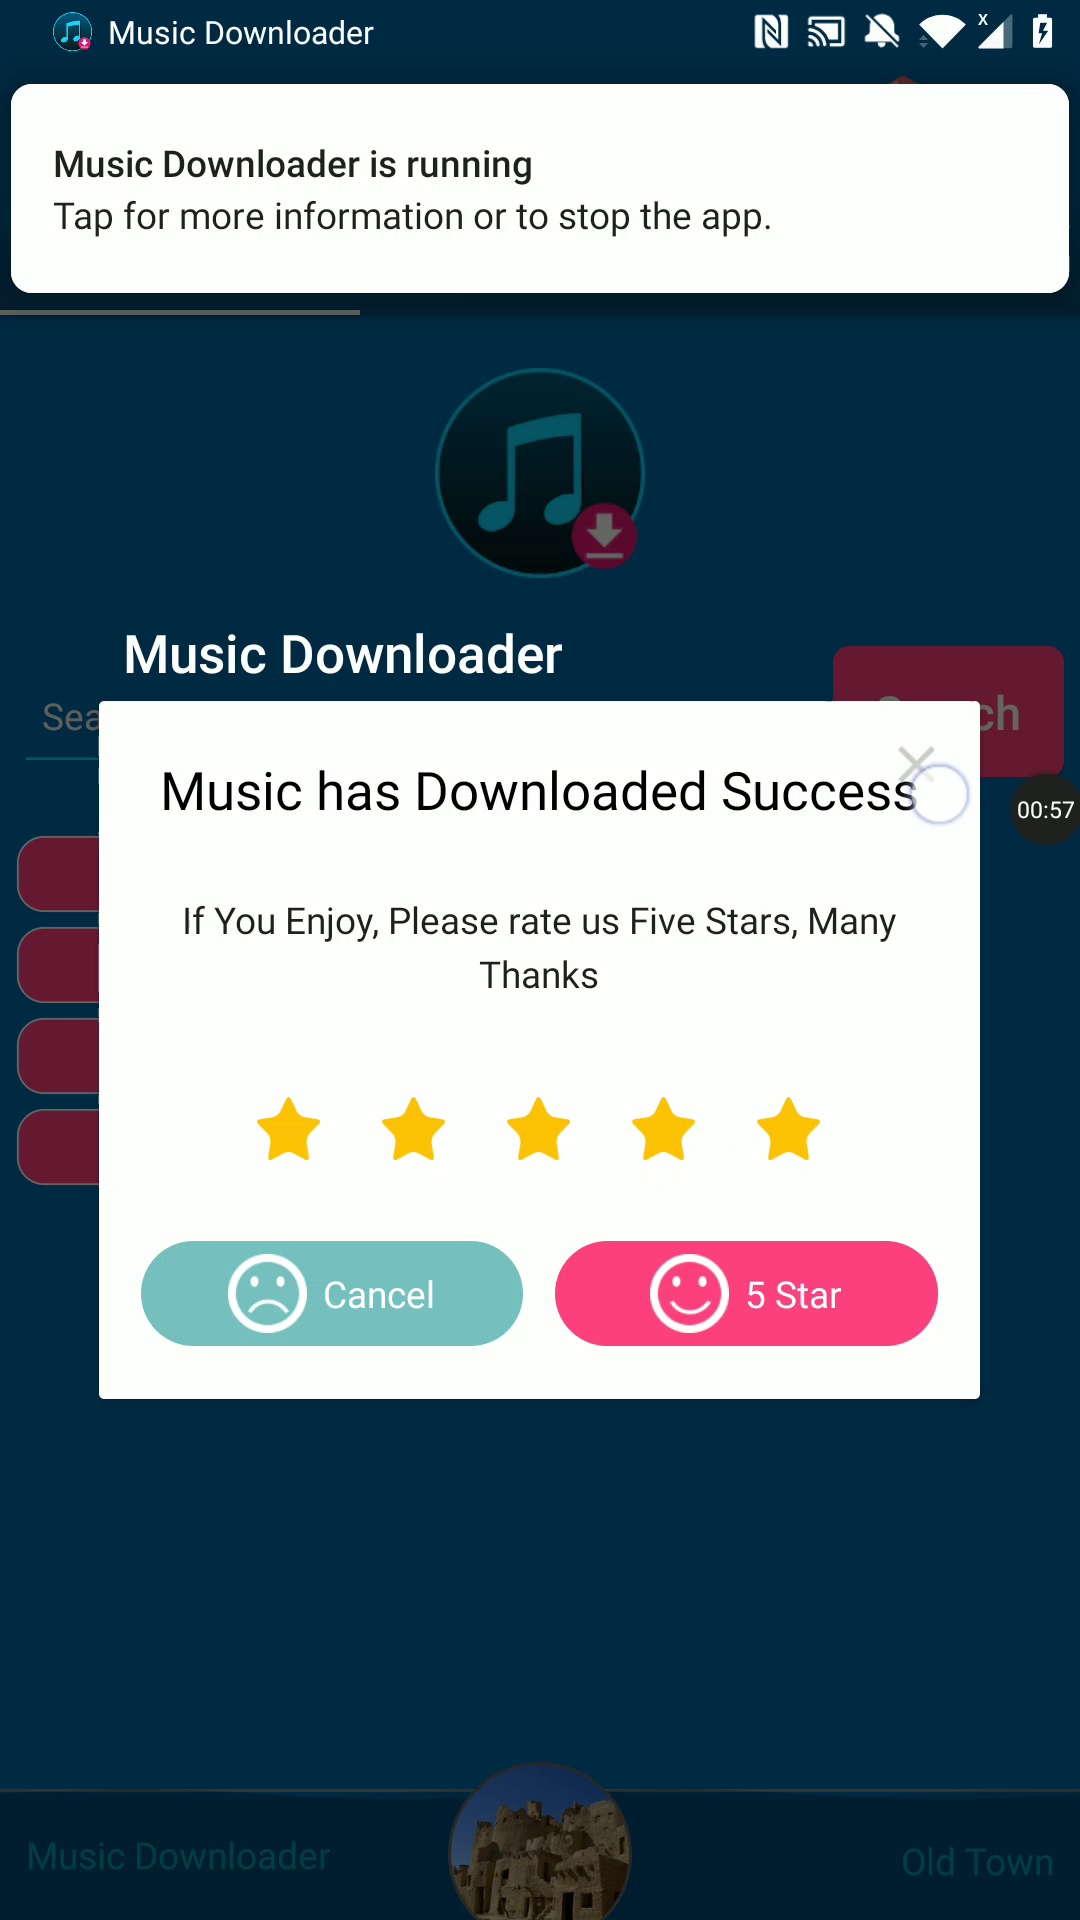 Music Downloader
Music Downloader is running
Tap for more information or to stop the app.
Music Downloader
Sea
ch
Music has Downloaded Success
00:57
If You Enjoy, Please rate us Five Stars, Many
Thanks
Cancel
5 Star
Music Downloader
Old Town